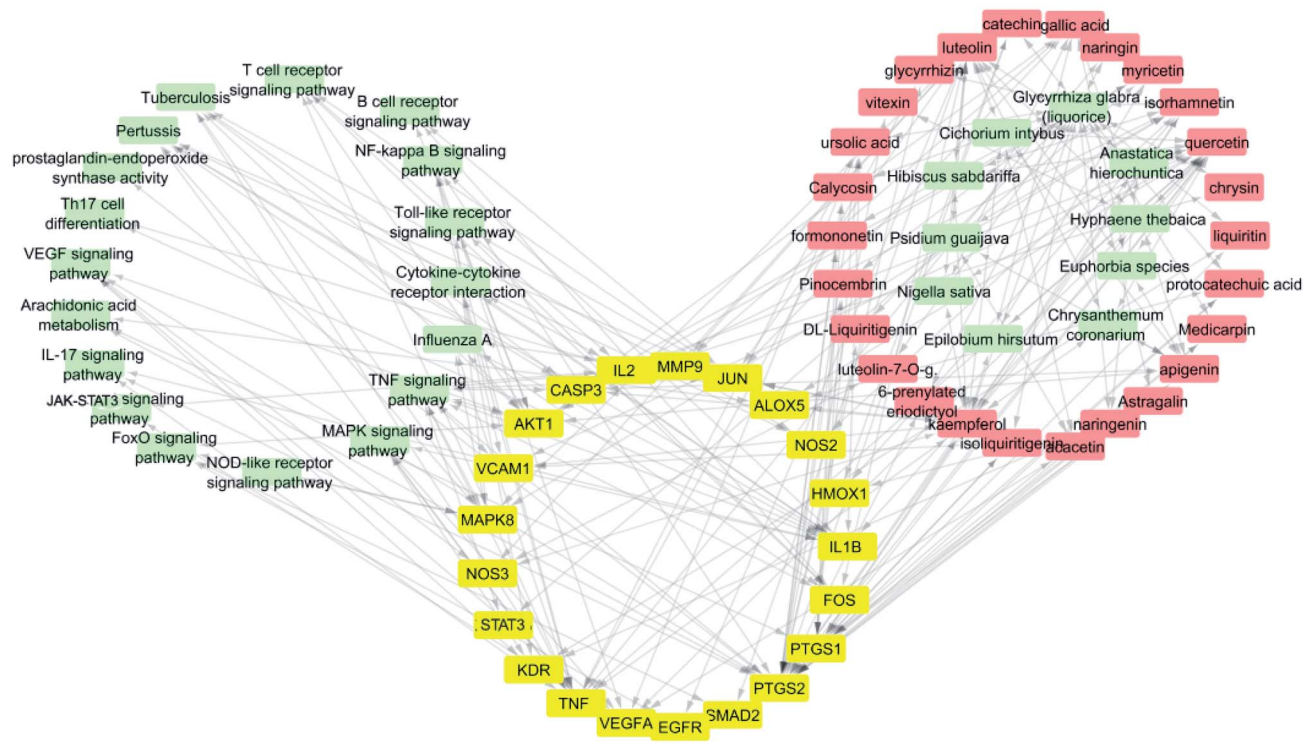 T cell receptor
signaling pathway
Tuberculosis
B cell receptor
signaling pathway
Pertussis
NF-kappa B signaling
pathway
prostaglandin-endoperoxide
synthase activity
Th17 cell
differentiation
Toll-like receptor
signaling pathway
VEGF signaling
pathway
Cytokine-cytokine
receptor interaction
Arachidonic acid
metabolism
Influenza A
IL-17 signaling
pathway
TNF signaling
pathway
JAK-STAT3 signaling
pathway
FoxO signaling
pathway
MAPK signaling
pathway
NOD-like receptor
signaling pathway
IL2
MMP9
JUN
CASP3
ALOX5
AKT1
NOS2
VCAM1
HMOX1
MAPK8
IL1B
NOS3
FOS
STAT3
PTGS1
KDR
PTGS2
TNF
VEGFA
EGFR
SMAD2
catechin
gallic acid
luteolin
naringin
glycyrrhizin
myricetin
vitexin
isorhamnetin
ursolic acid
quercetin
Calycosin
chrysin
formononetin
liquiritin
Pinocembrin
protocatechuic acid
DL-Liquiritigenin
Medicarpin
luteolin-7-O-g.
apigenin
6-prenylated
eriodictyol
Astragalin
kaempferol
naringenin
isoliquiritigenin
acacetin
Glycyrrhiza glabra
(liquorice)
Cichorium intybus
Anastatica
hierochuntica
Hibiscus sabdariffa
Hyphaene thebaica
Psidium guaijava
Euphorbia species
Nigella sativa
Chrysanthemum
coronarium
Epilobium hirsutum